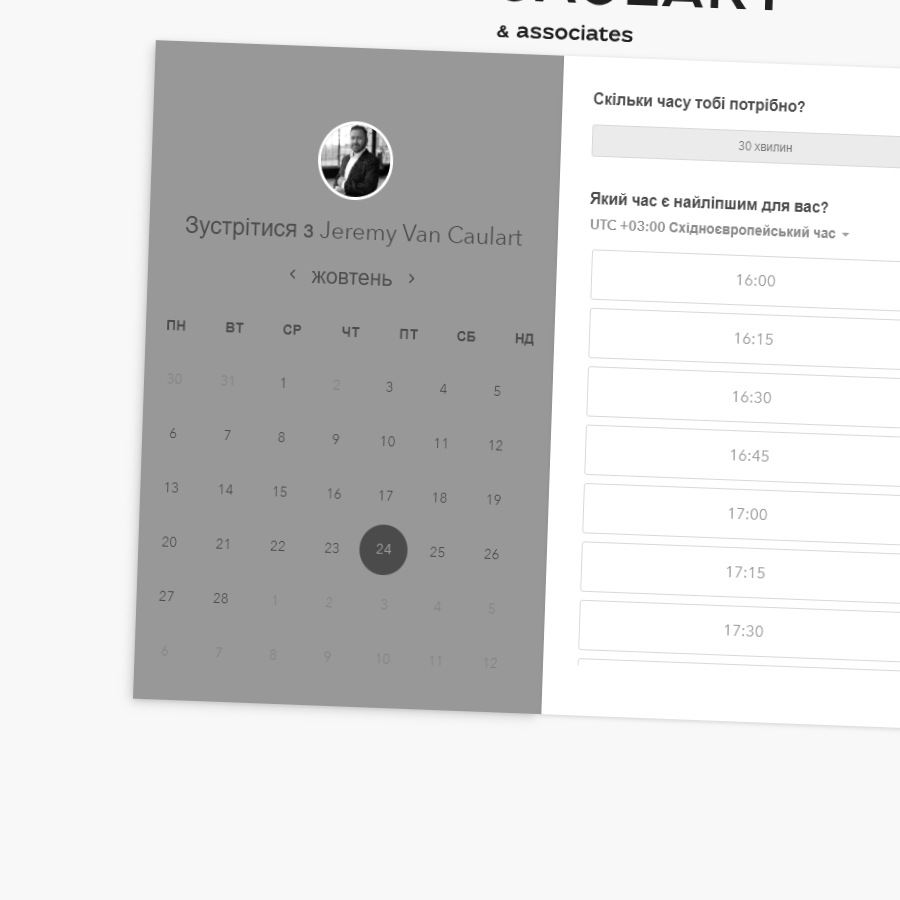 & associates
Зустрітися з Jeremy Van Caulart
жовтень
ПН ВТ СР ЧТ ПТ СБ НД
30 31 1 2 3 4 5
6 7 8 9 10 11 12
13 14 15 16 17 18 19
20 21 22 23 24 25 26
27 28 1 2 3 4 5
6 7 8 9 10 11 12
Скільки часу тобі потрібно?
30 хвилин
Який час є найліпшим для вас?
UTC +03:00 Східноєвропейський час
16:00
16:15
16:30
16:45
17:00
17:15
17:30